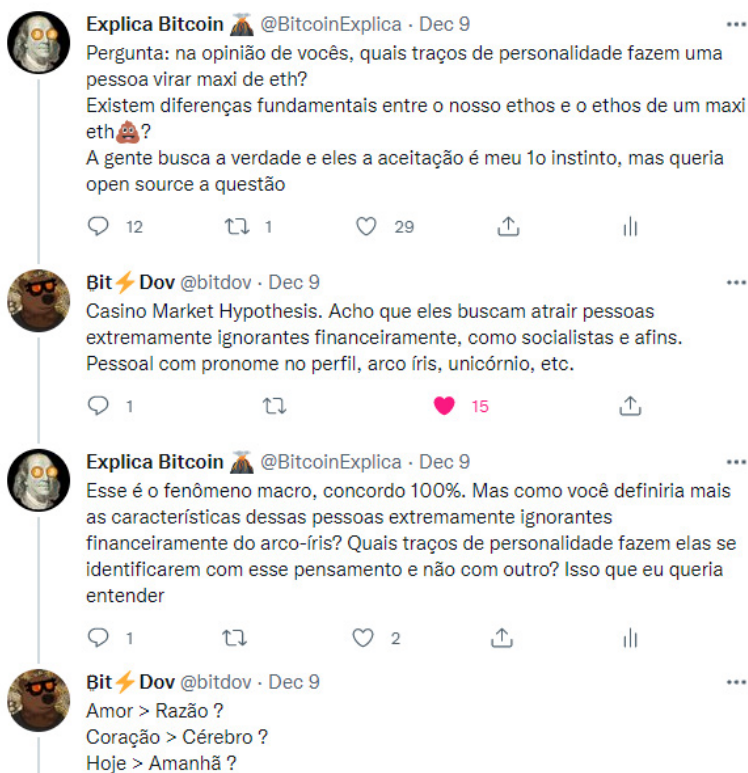 Explica Bitcoin 🌋 @BitcoinExplica · Dec 9
Pergunta: na opinião de vocês, quais traços de personalidade fazem uma
pessoa virar maxi de eth?
Existem diferenças fundamentais entre o nosso ethos e o ethos de um maxi
eth💩?
A gente busca a verdade e eles a aceitação é meu 1o instinto, mas queria
open source a questão
12 1 29
₿it⚡Dov @bitdov · Dec 9
Casino Market Hypothesis. Acho que eles buscam atrair pessoas
extremamente ignorantes financeiramente, como socialistas e afins.
Pessoal com pronome no perfil, arco íris, unicórnio, etc.
1 15
Explica Bitcoin 🌋 @BitcoinExplica · Dec 9
Esse é o fenômeno macro, concordo 100%. Mas como você definiria mais
as características dessas pessoas extremamente ignorantes
financeiramente do arco-íris? Quais traços de personalidade fazem elas se
identificarem com esse pensamento e não com outro? Isso que eu queria
entender
1 2
₿it⚡Dov @bitdov · Dec 9
Amor > Razão ?
Coração > Cérebro ?
Hoje > Amanhã ?